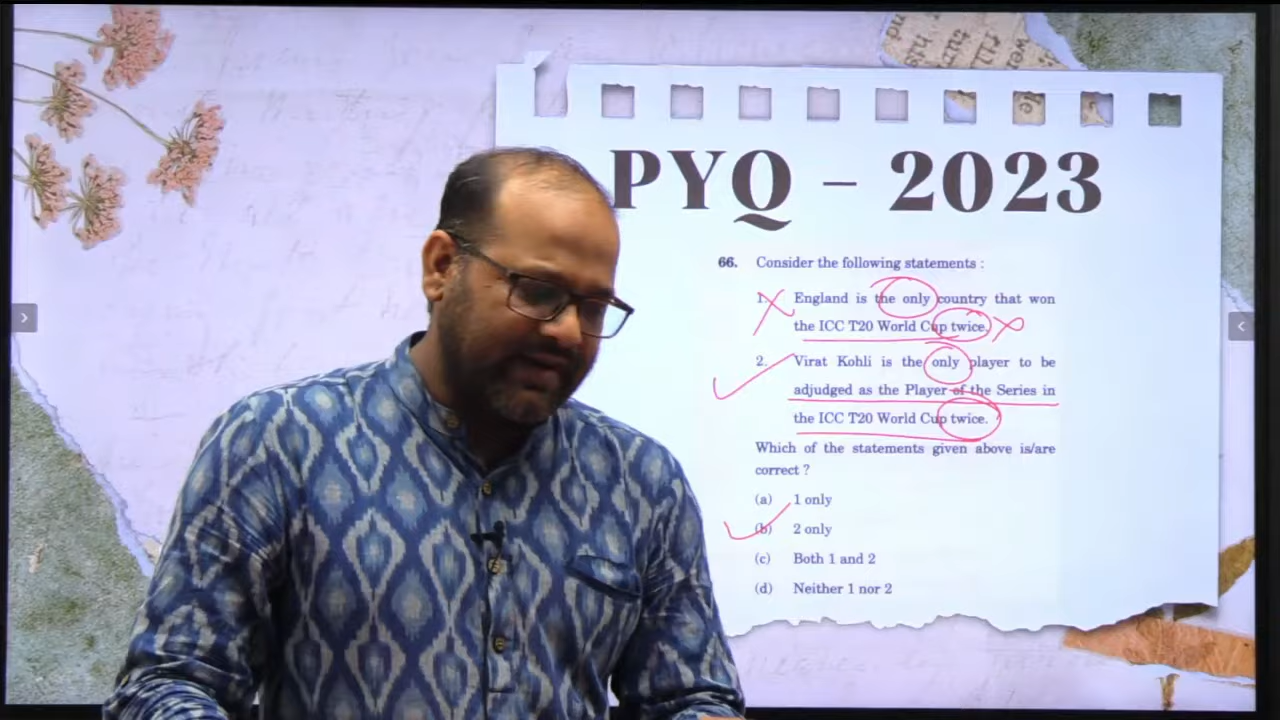 PYQ – 2023
66. Consider the following statements :
1. England is the only country that won
the ICC T20 World Cup twice.
2. Virat Kohli is the only player to be
adjudged as the Player of the Series in
the ICC T20 World Cup twice.
Which of the statements given above is/are
correct ?
(a) 1 only
(b) 2 only
(c) Both 1 and 2
(d) Neither 1 nor 2